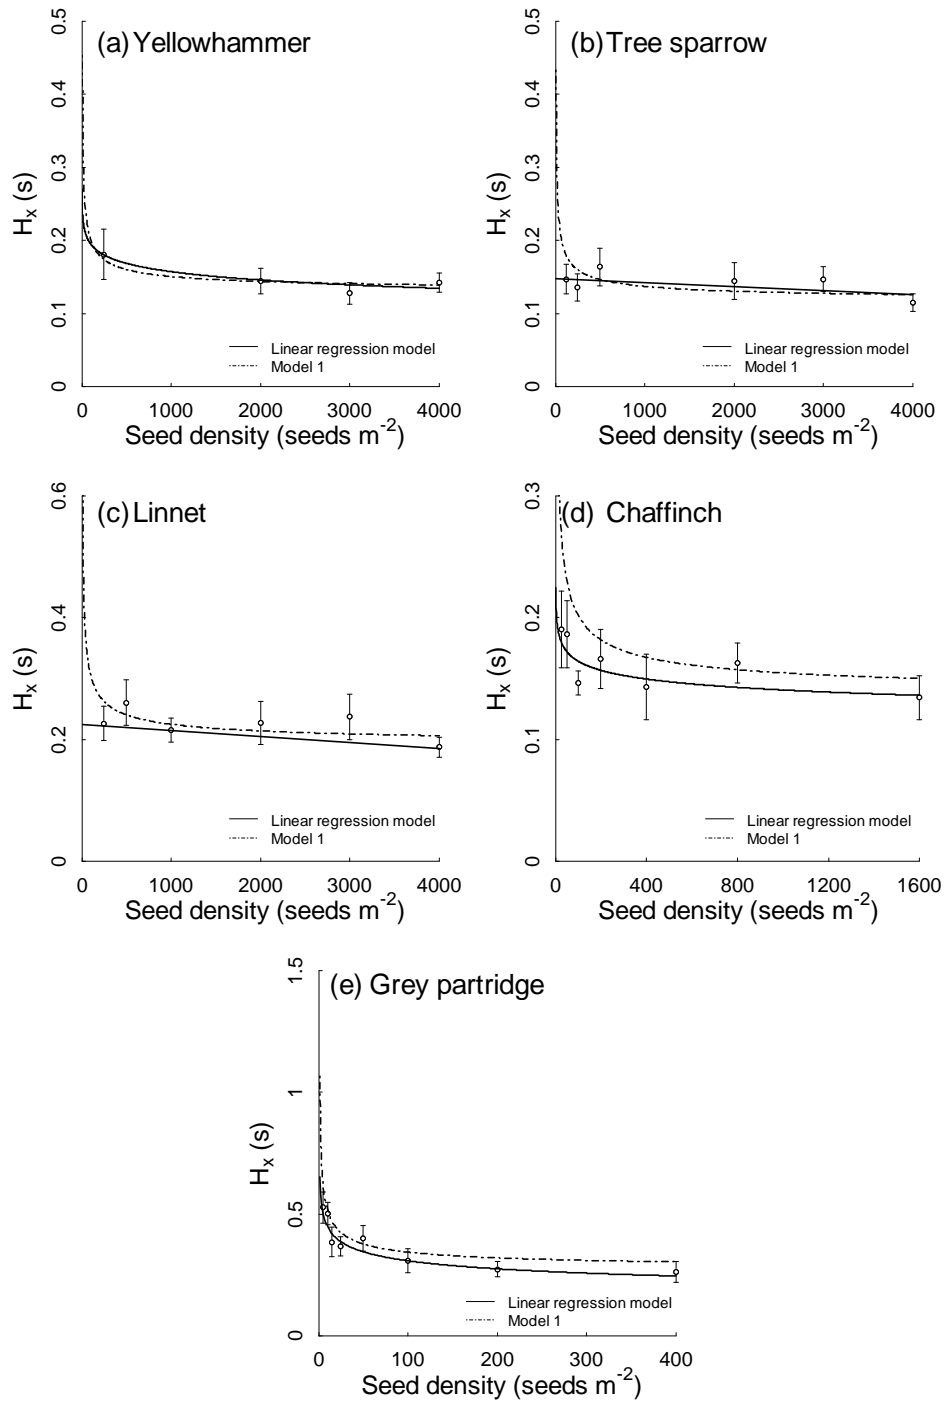 (a) Yellowhammer
0.5
0.4
0.3
0.2
0.1
0
H_x (s)
Linear regression model
Model 1
0 1000 2000 3000 4000
Seed density (seeds m^-2)
(b) Tree sparrow
0.5
0.4
0.3
0.2
0.1
0
H_x (s)
Linear regression model
Model 1
0 1000 2000 3000 4000
Seed density (seeds m^-2)
(c) Linnet
0.6
0.4
0.2
0
H_x (s)
Linear regression model
Model 1
0 1000 2000 3000 4000
Seed density (seeds m^-2)
(d) Chaffinch
0.3
0.2
0.1
0
H_x (s)
Linear regression model
Model 1
0 400 800 1200 1600
Seed density (seeds m^-2)
(e) Grey partridge
1.5
1
0.5
0
H_x (s)
Linear regression model
Model 1
0 100 200 300 400
Seed density (seeds m^-2)